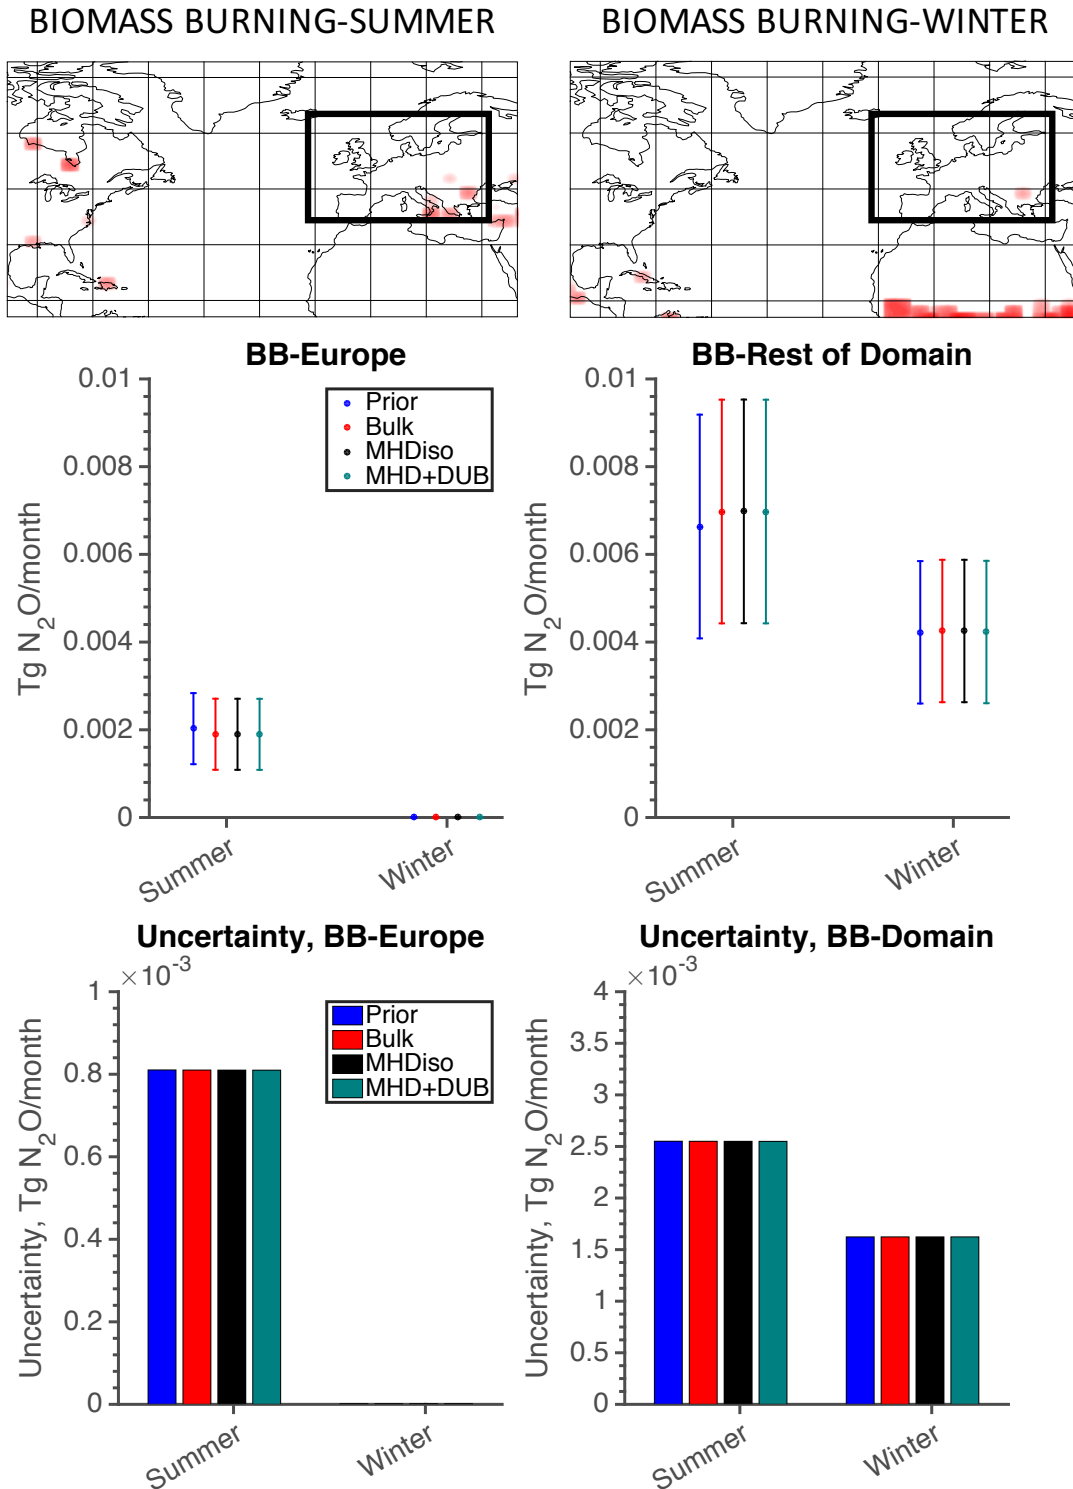 BIOMASS BURNING-SUMMER
BIOMASS BURNING-WINTER
BB-Europe
0.01
0.008
0.006
0.004
0.002
0
Tg N2O/month
Prior
Bulk
MHDiso
MHD+DUB
Summer
Winter
BB-Rest of Domain
0.01
0.008
0.006
0.004
0.002
0
Tg N2O/month
Summer
Winter
Uncertainty, BB-Europe
×10-3
1
0.8
0.6
0.4
0.2
0
Uncertainty, Tg N2O/month
Prior
Bulk
MHDiso
MHD+DUB
Summer
Winter
Uncertainty, BB-Domain
×10-3
4
3.5
3
2.5
2
1.5
1
0.5
0
Uncertainty, Tg N2O/month
Summer
Winter